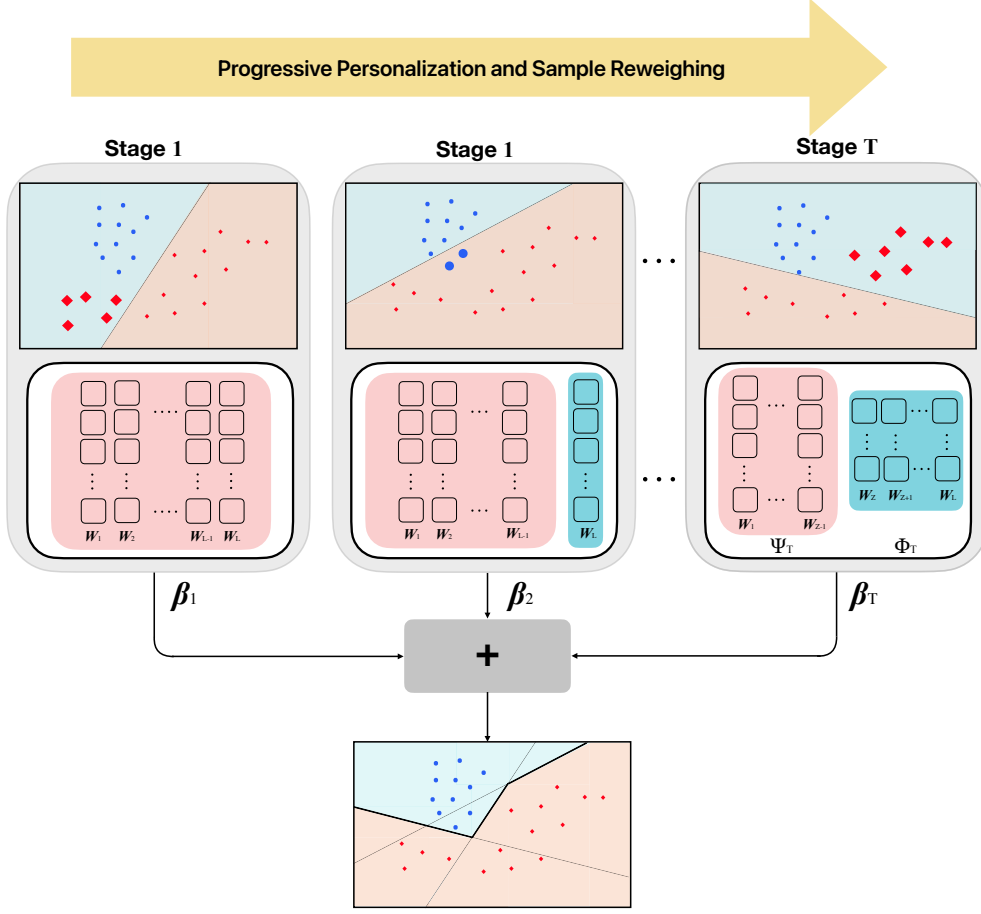 Progressive Personalization and Sample Reweighing
Stage 1
Stage 1
Stage T
...
W1 W2 .... WL-1 WL
W1 W2 ... WL-1
WL
...
W1 ... WZ-1
WZ WZ+1 ... WL
ΨT
ΦT
β1
β2
βT
+